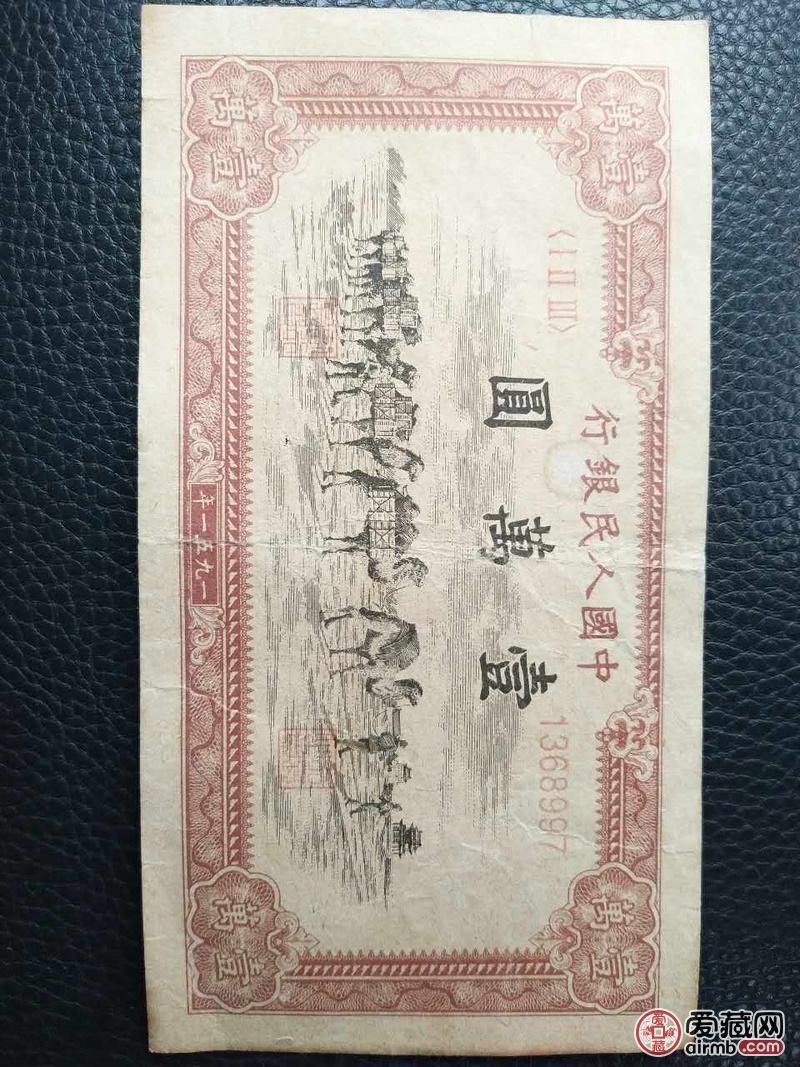 壹萬
壹萬
中國人民銀行
〈I II III〉
1368997
壹萬圓
壹萬
壹萬
一九五一年
爱藏网
airmb.com